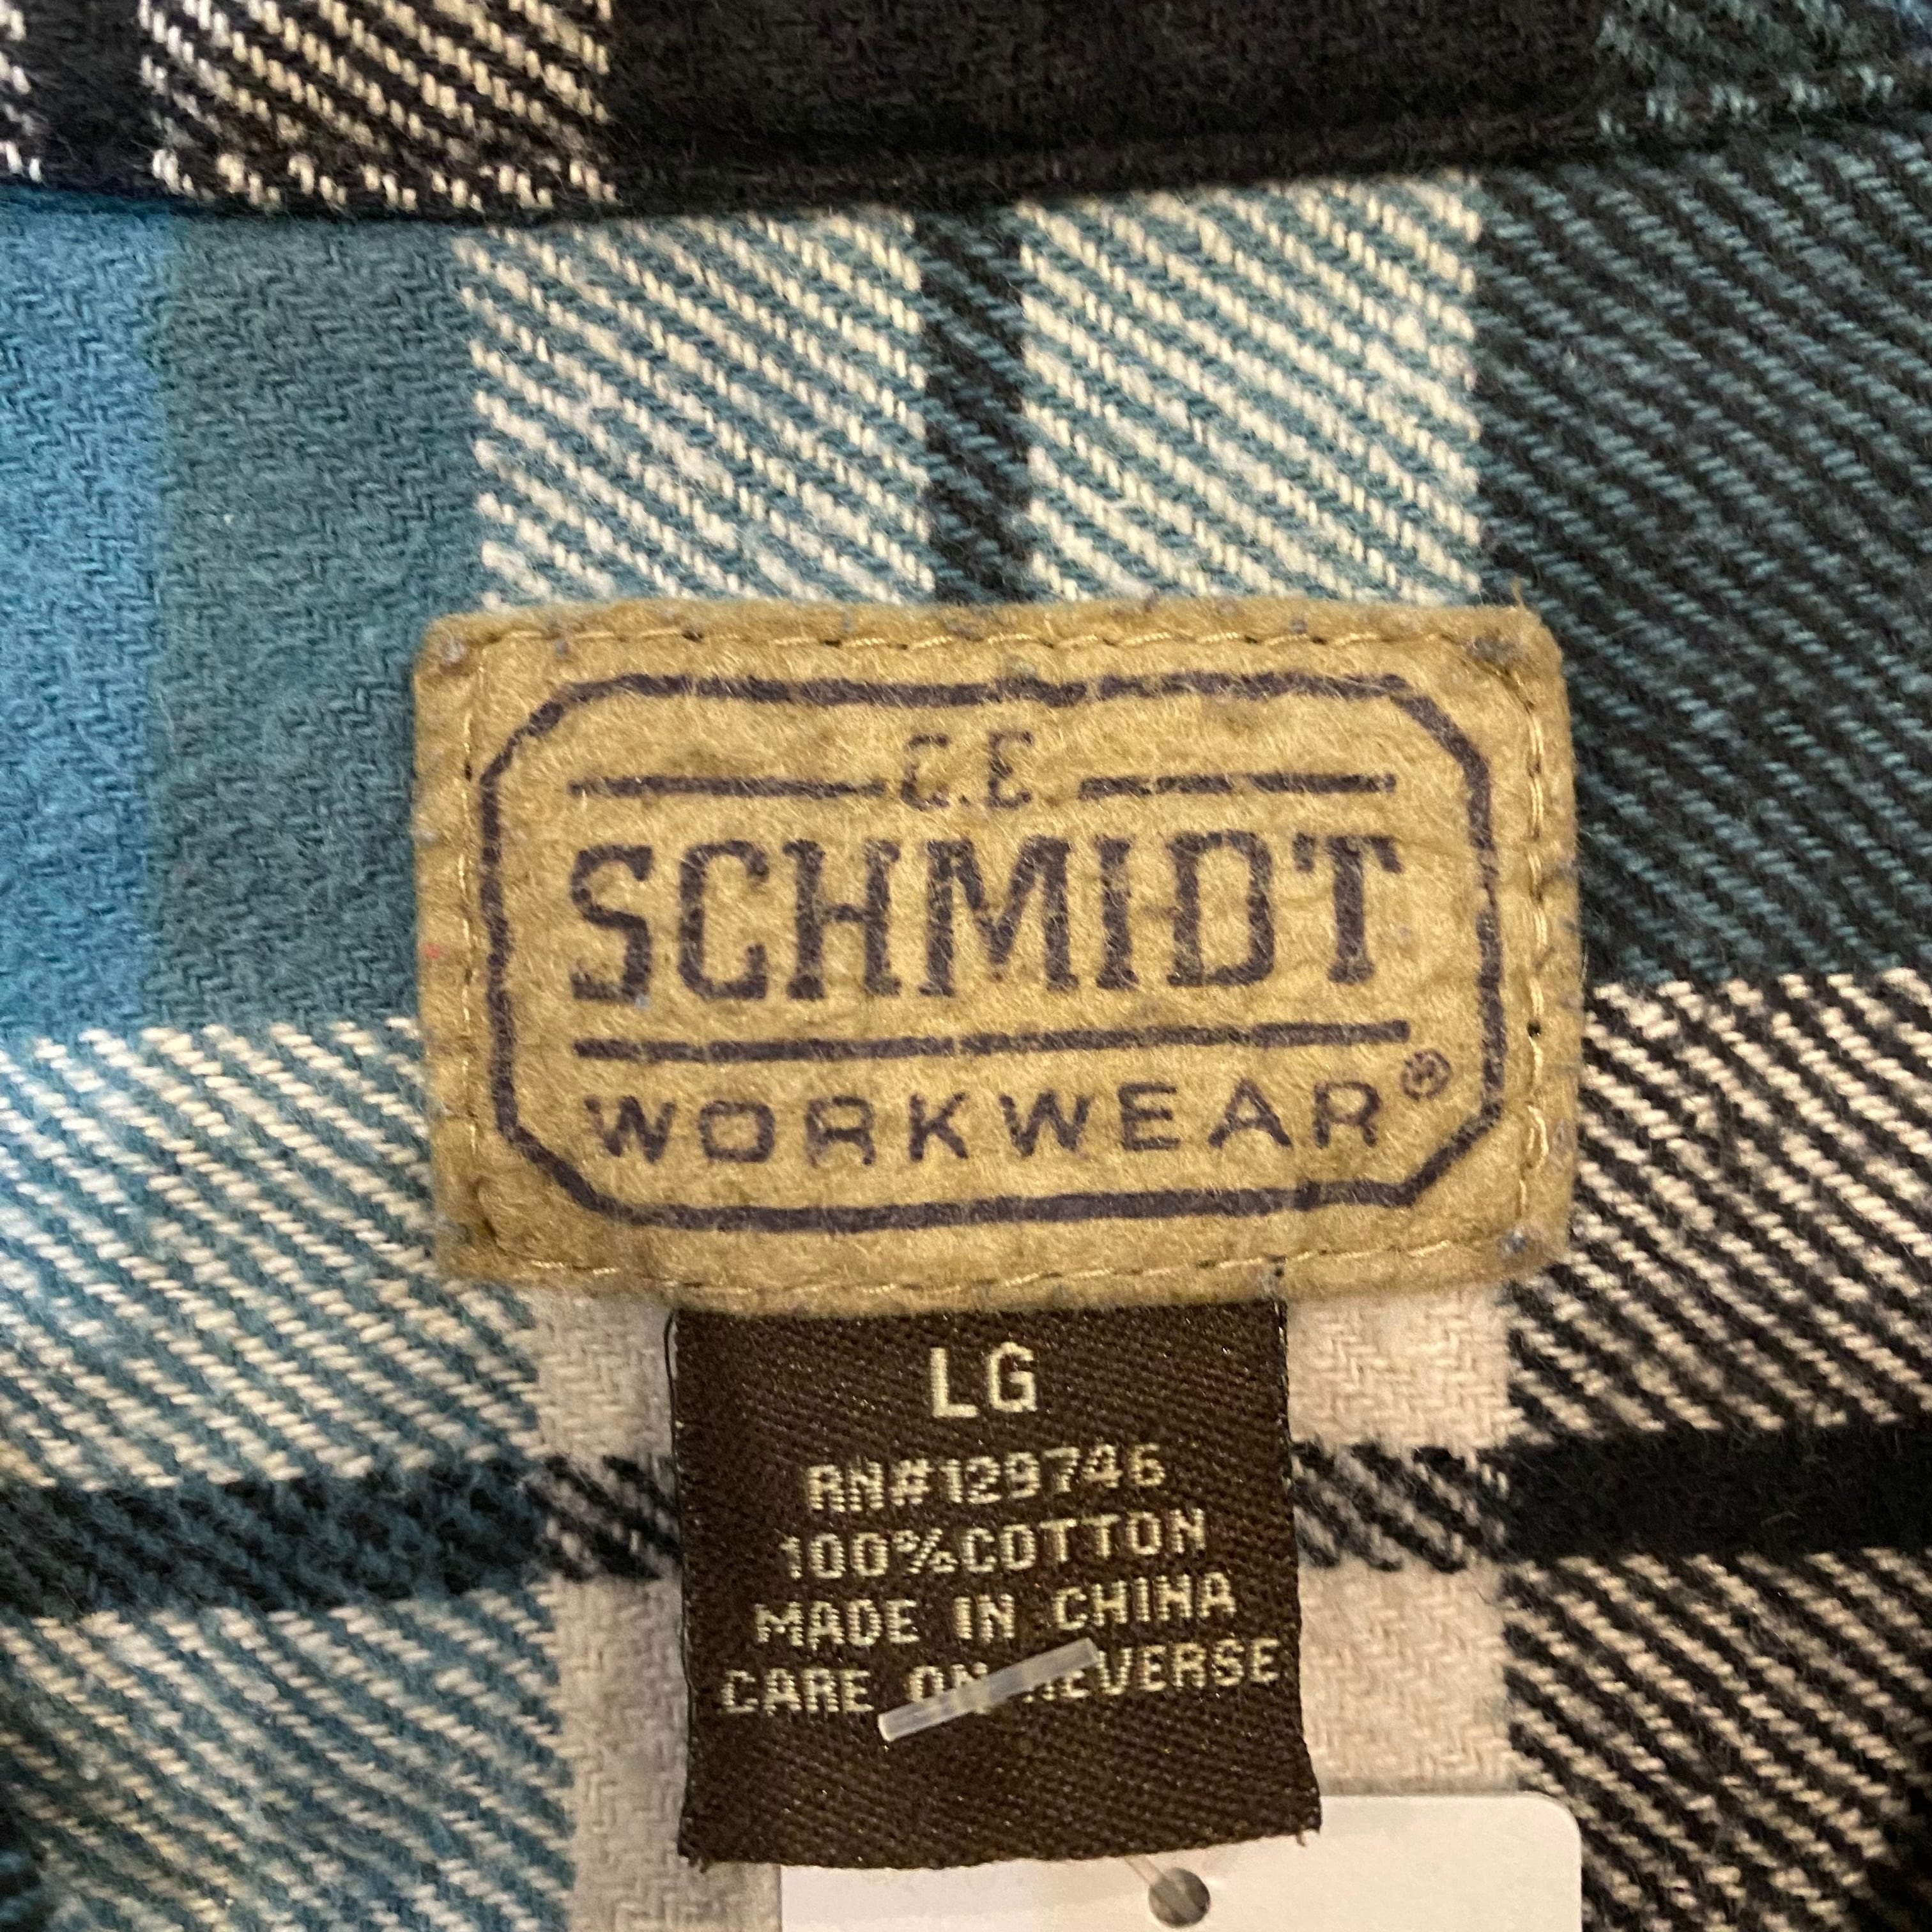 C.E.
SCHMIDT
WORKWEAR®
LG
RN#129746
100%COTTON
MADE IN CHINA
CARE ON REVERSE